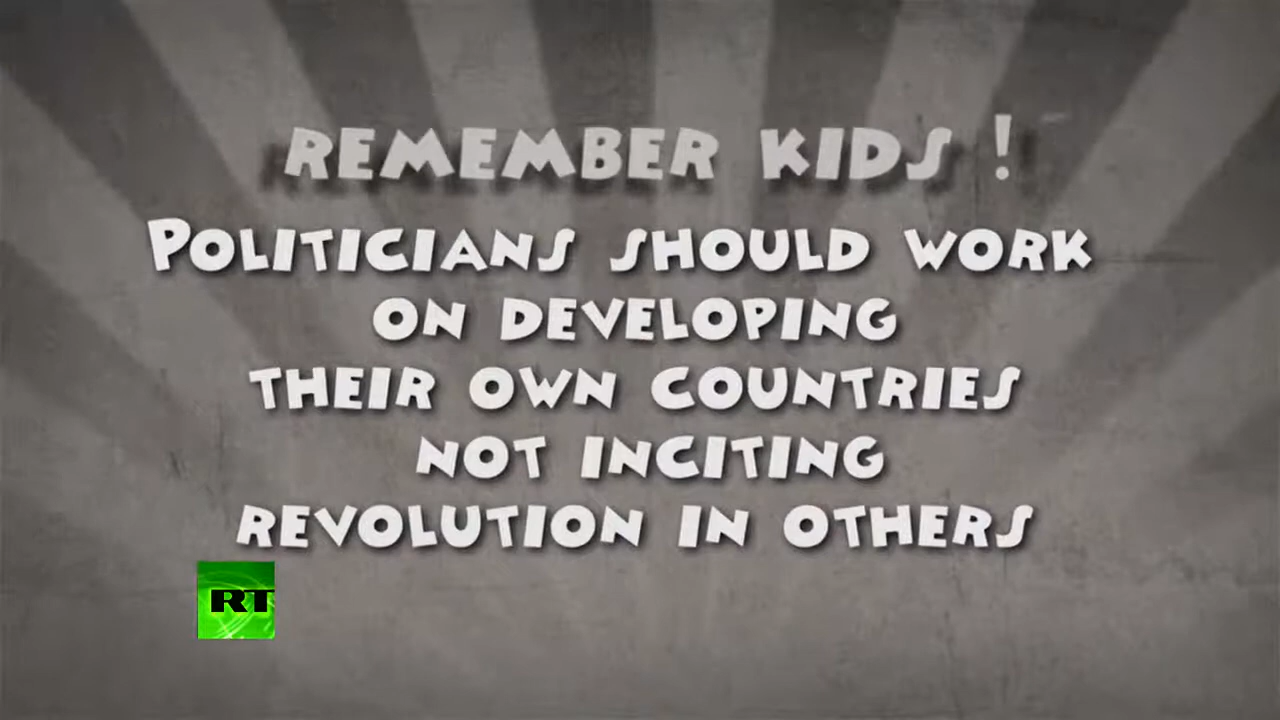 REMEMBER KIDS !
POLITICIANS SHOULD WORK
ON DEVELOPING
THEIR OWN COUNTRIES
NOT INCITING
REVOLUTION IN OTHERS
RT